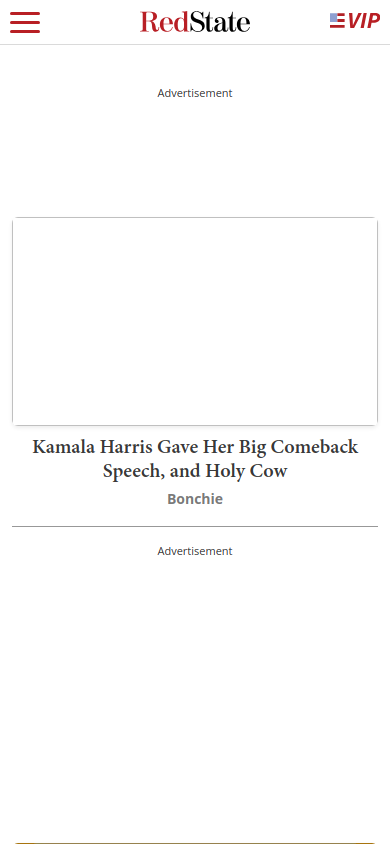 RedState
VIP
Advertisement
Kamala Harris Gave Her Big Comeback
Speech, and Holy Cow
Bonchie
Advertisement